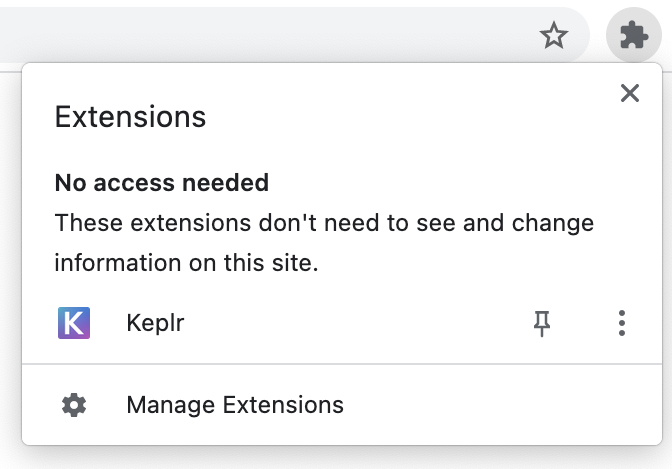 Extensions
No access needed
These extensions don't need to see and change
information on this site.
K Keplr
Manage Extensions